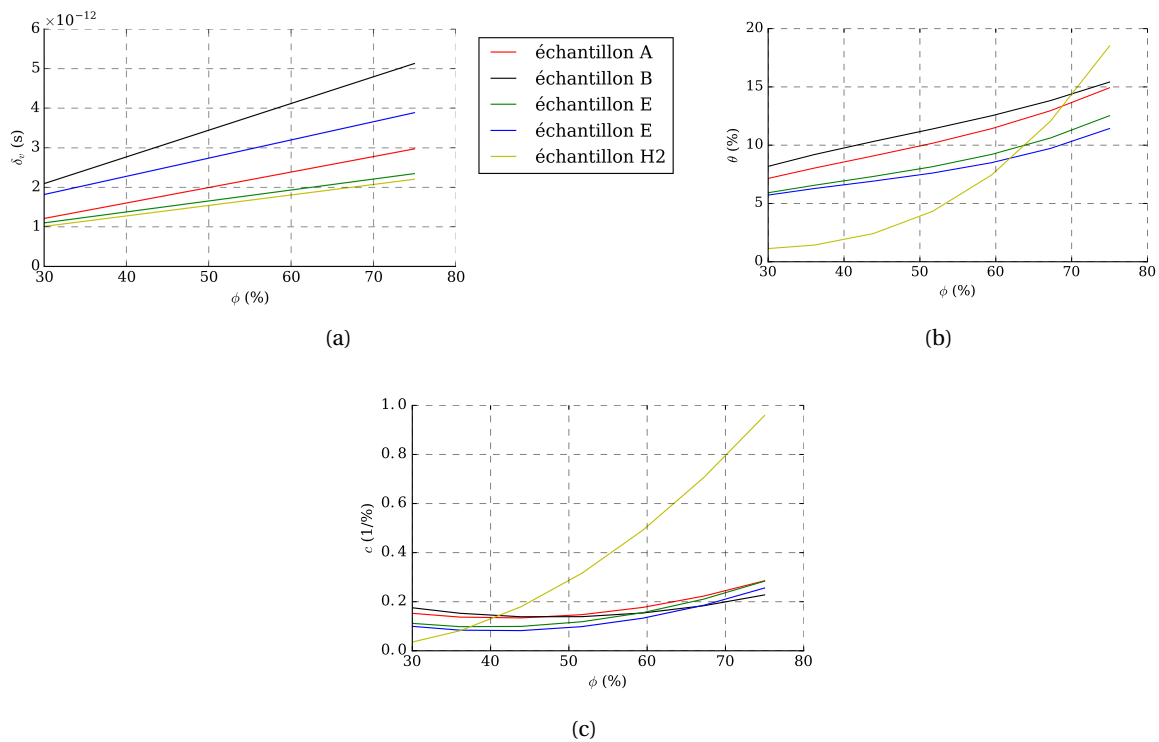 ×10−12
6
5
4
3
2
1
0
δv (s)
30 40 50 60 70 80
ϕ (%)
(a)
échantillon A
échantillon B
échantillon E
échantillon E
échantillon H2
20
15
10
5
0
θ (%)
30 40 50 60 70 80
ϕ (%)
(b)
1.0
0.8
0.6
0.4
0.2
0.0
c (1/%)
30 40 50 60 70 80
ϕ (%)
(c)